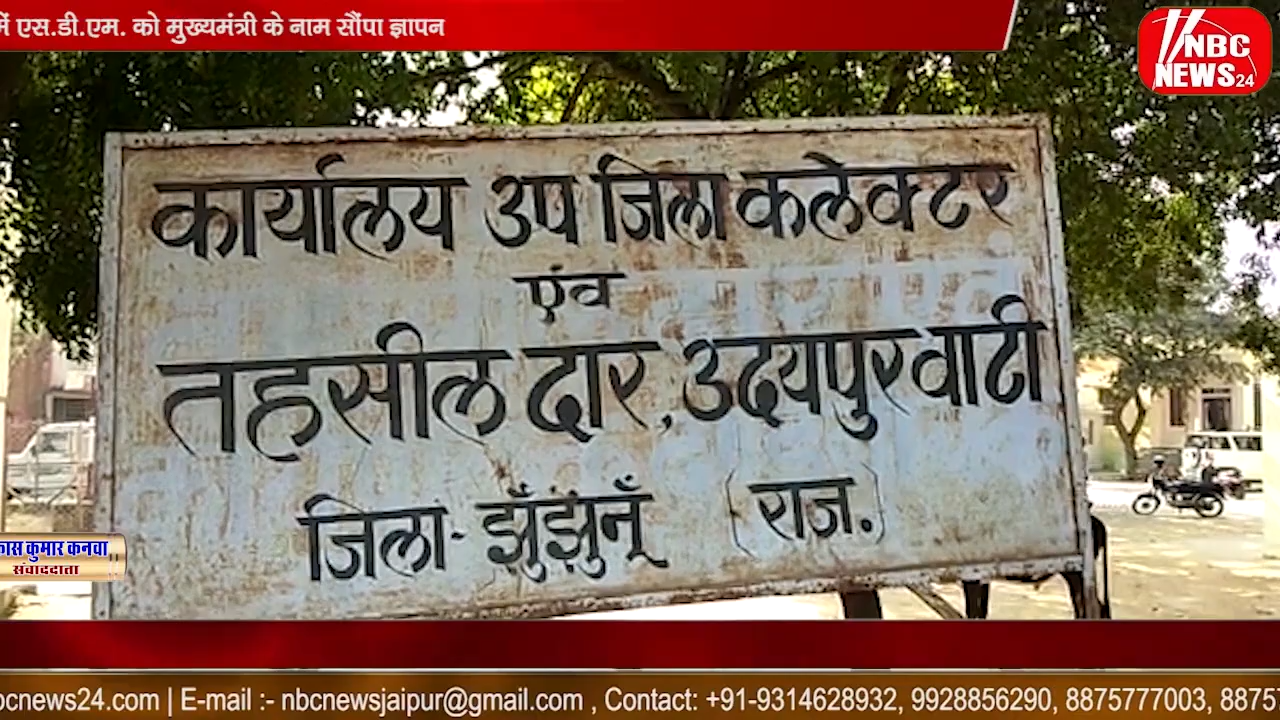 में एस.डी.एम. को मुख्यमंत्री के नाम सौंपा ज्ञापन
NBC
NEWS24
कार्यालय उप जिला कलेक्टर
एंव
तहसील दार, उदयपुरवाटी
जिला- झुँझुनूँ (राज.)
कुमार कनवा
संवाददाता
bcnews24.com | E-mail :- nbcnewsjaipur@gmail.com , Contact: +91-9314628932, 9928856290, 8875777003, 8875